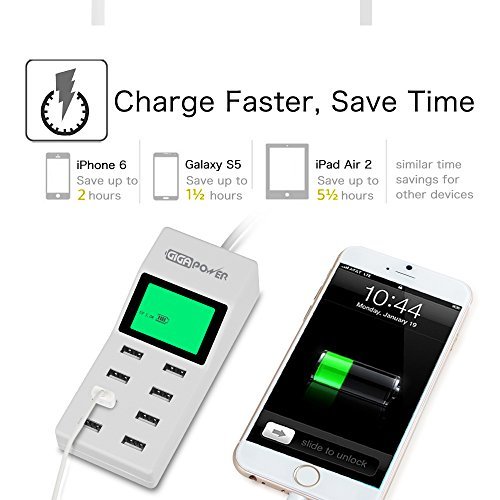 Charge Faster, Save Time
iPhone 6
Save up to
2 hours
Galaxy S5
Save up to
1½ hours
iPad Air 2
Save up to
5½ hours
similar time
savings for
other devices
GIGAPOWER
AT&T LTE
10:44
Monday, January 19
slide to unlock